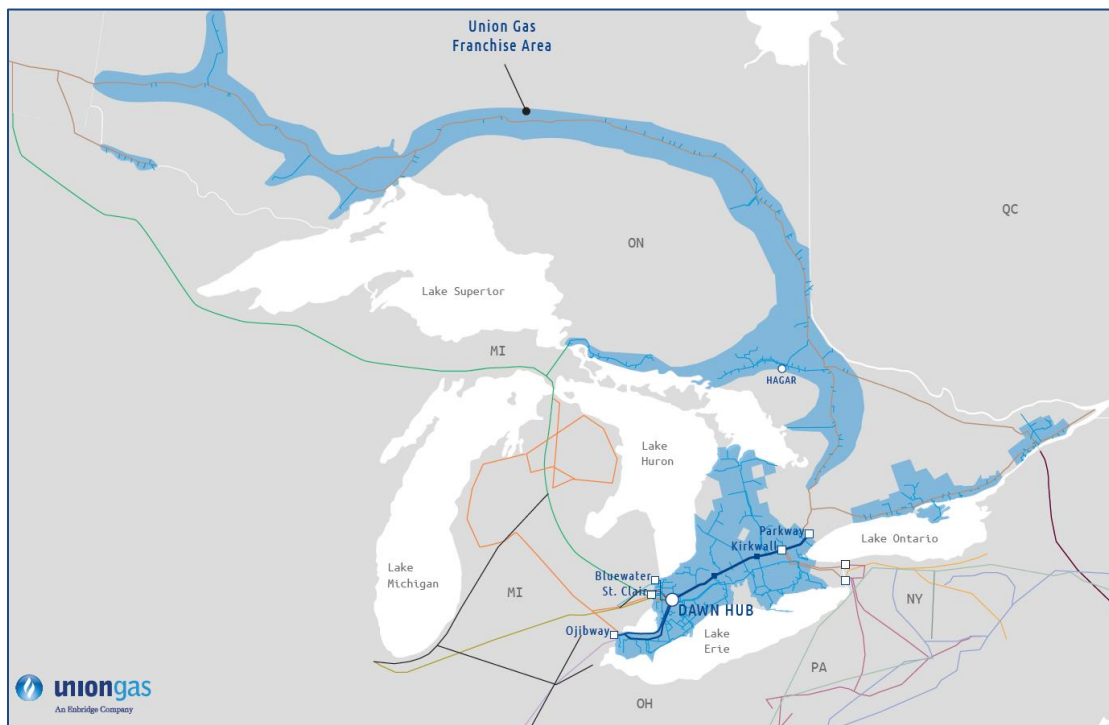 Union Gas
Franchise Area
QC
ON
Lake Superior
MI
HAGAR
Lake
Huron
Parkway
Kirkwall
Lake Ontario
Bluewater
St. Clair
Lake
Michigan
MI
DAWN HUB
NY
Ojibway
Lake
Erie
PA
OH
uniongas
An Enbridge Company